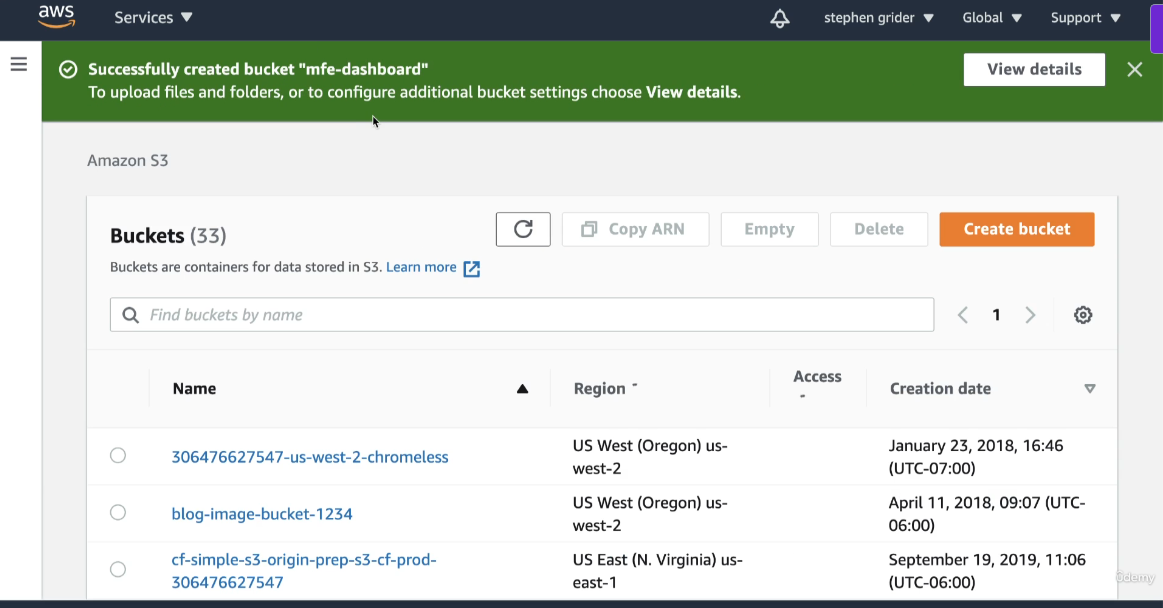 aws Services ▼ stephen grider ▼ Global ▼ Support ▼
Successfully created bucket "mfe-dashboard"
To upload files and folders, or to configure additional bucket settings choose View details.
View details
Amazon S3
Buckets (33)
Copy ARN
Empty
Delete
Create bucket
Buckets are containers for data stored in S3. Learn more
Find buckets by name
1
Name ▲ Region Access Creation date
306476627547-us-west-2-chromeless
US West (Oregon) us-
west-2
January 23, 2018, 16:46
(UTC-07:00)
blog-image-bucket-1234
US West (Oregon) us-
west-2
April 11, 2018, 09:07 (UTC-
06:00)
cf-simple-s3-origin-prep-s3-cf-prod-
306476627547
US East (N. Virginia) us-
east-1
September 19, 2019, 11:06
(UTC-06:00)
Udemy